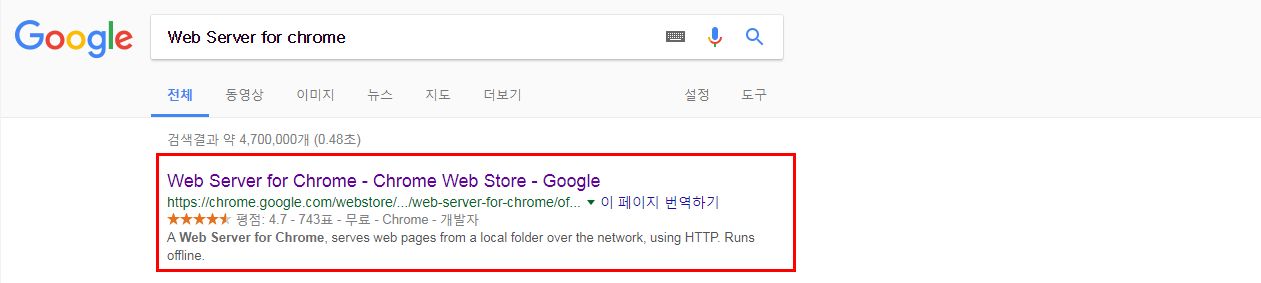 Google
Web Server for chrome
전체 동영상 이미지 뉴스 지도 더보기 설정 도구
검색결과 약 4,700,000개 (0.48초)
Web Server for Chrome - Chrome Web Store - Google
https://chrome.google.com/webstore/.../web-server-for-chrome/of... ▼ 이 페이지 번역하기
평점: 4.7 - 743표 - 무료 - Chrome - 개발자
A Web Server for Chrome, serves web pages from a local folder over the network, using HTTP. Runs
offline.